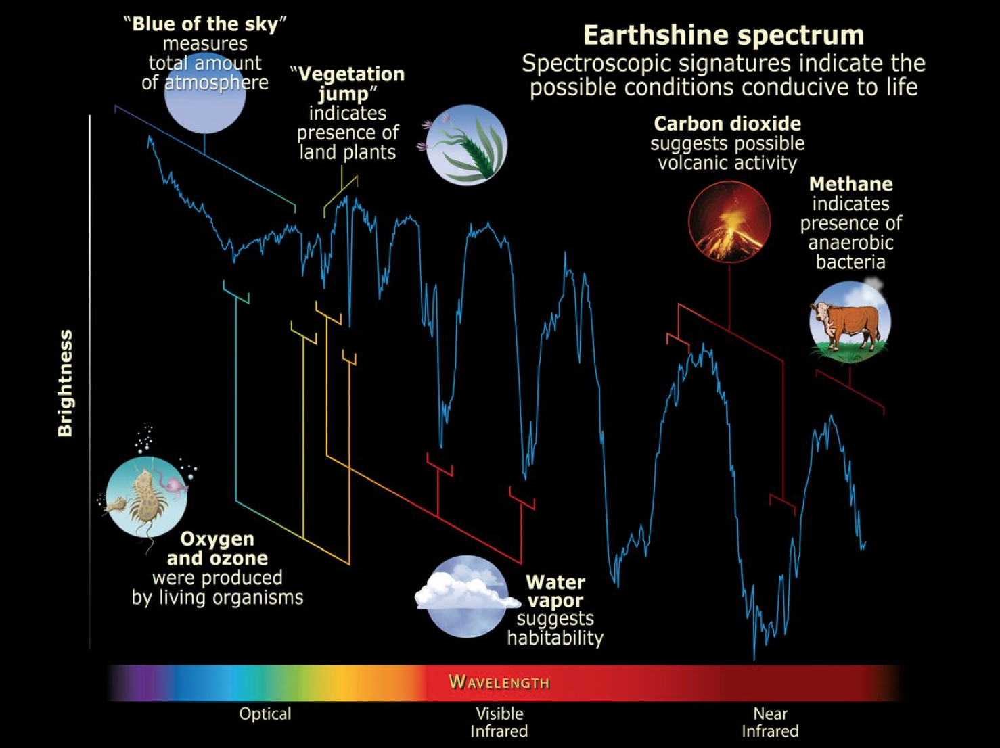 “Blue of the sky”
measures
total amount
of atmosphere
“Vegetation
jump”
indicates
presence of
land plants
Earthshine spectrum
Spectroscopic signatures indicate the
possible conditions conducive to life
Carbon dioxide
suggests possible
volcanic activity
Methane
indicates
presence of
anaerobic
bacteria
Brightness
Oxygen
and ozone
were produced
by living organisms
Water
vapor
suggests
habitability
WAVELENGTH
Optical
Visible
Infrared
Near
Infrared